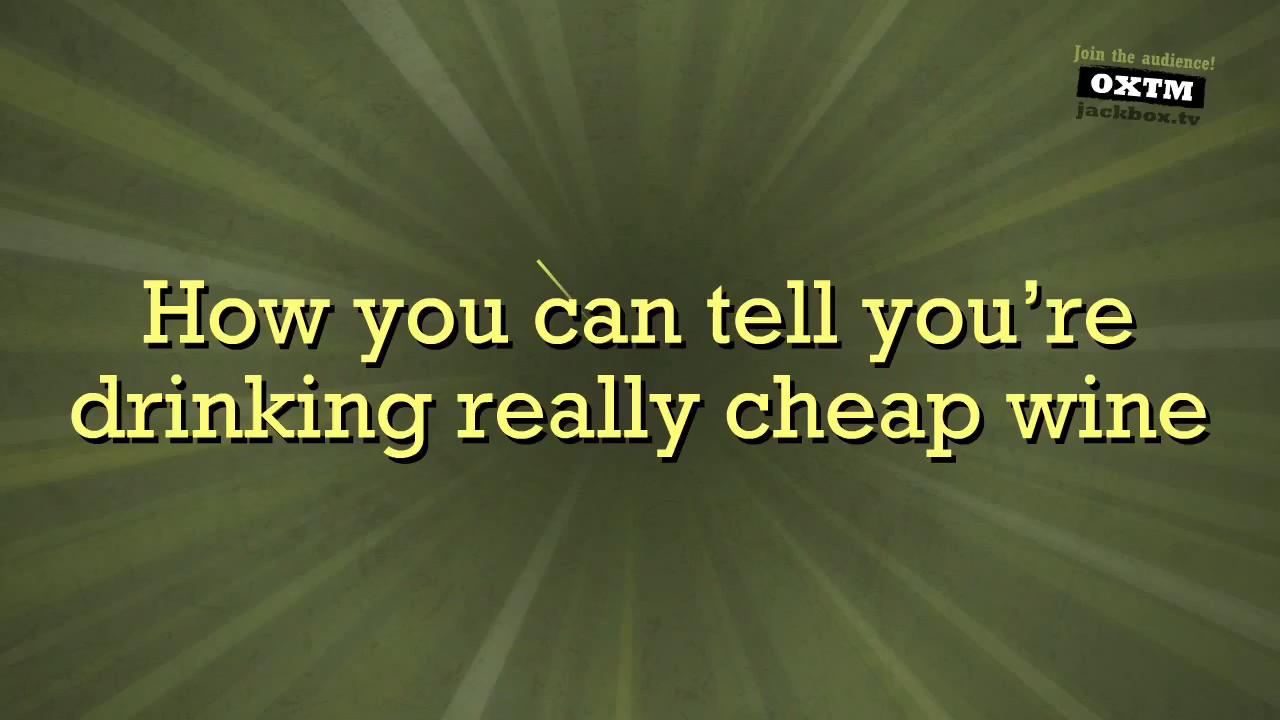 Join the audience!
OXTM
jackbox.tv
How you can tell you’re
drinking really cheap wine